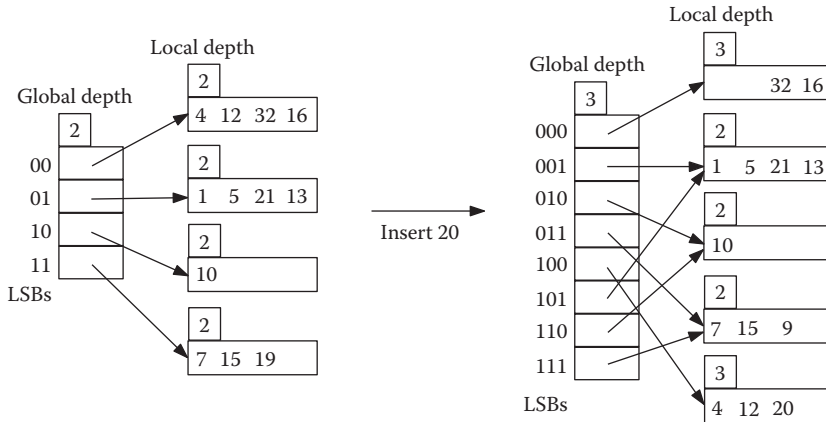 Local depth
Global depth
2
00
01
10
11
LSBs
2
4 12 32 16
2
1 5 21 13
2
10
2
7 15 19
Insert 20
Local depth
Global depth
3
000
001
010
011
100
101
110
111
LSBs
3
32 16
2
1 5 21 13
2
10
2
7 15 9
3
4 12 20